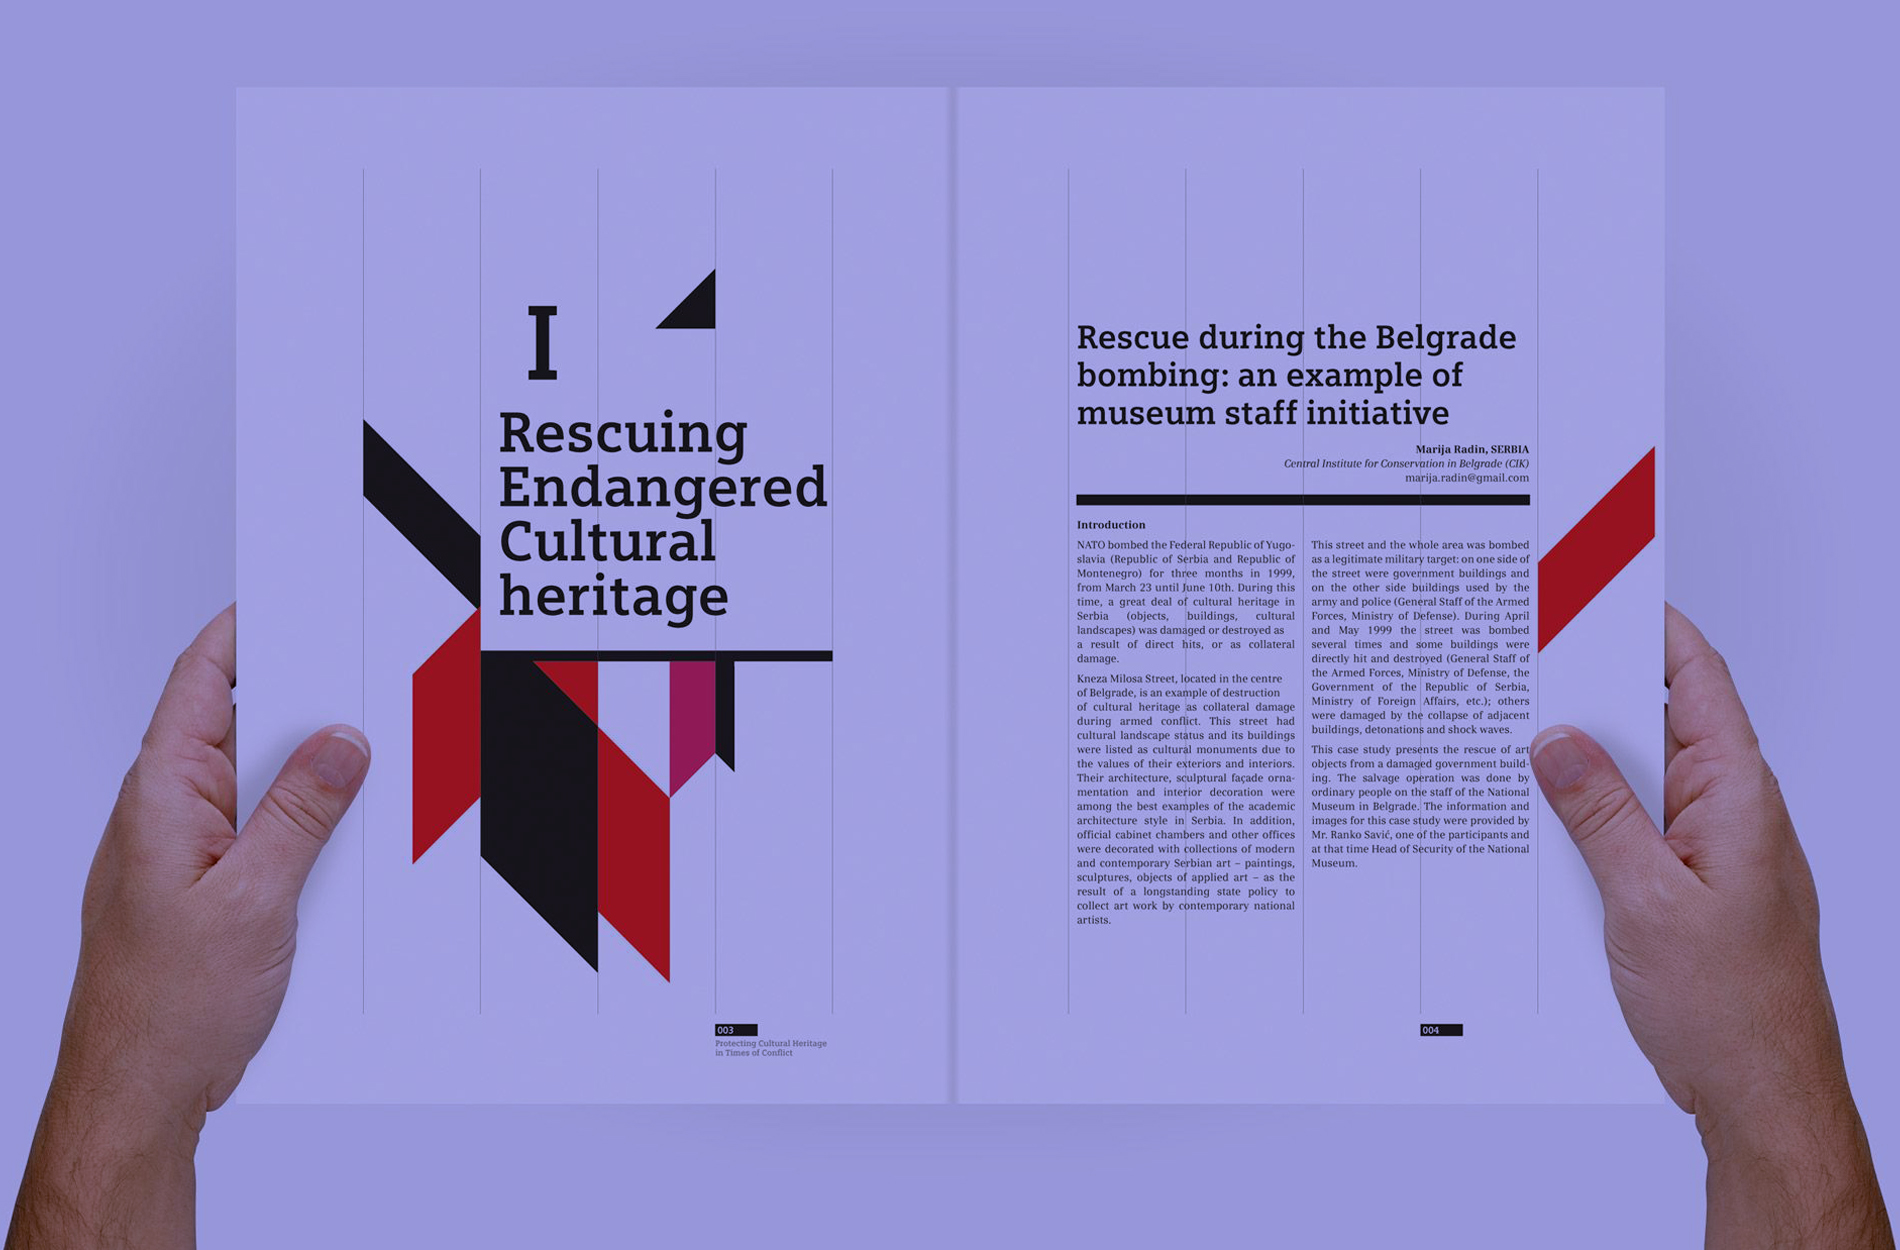 I
Rescuing
Endangered
Cultural
heritage
003
Protecting Cultural Heritage
in Times of Conflict
Rescue during the Belgrade
bombing: an example of
museum staff initiative
Marija Radin, SERBIA
Central Institute for Conservation in Belgrade (CIK)
marija.radin@gmail.com
Introduction
NATO bombed the Federal Republic of Yugo-
slavia (Republic of Serbia and Republic of
Montenegro) for three months in 1999,
from March 23 until June 10th. During this
time, a great deal of cultural heritage in
Serbia (objects, buildings, cultural
landscapes) was damaged or destroyed as
a result of direct hits, or as collateral
damage.
Kneza Milosa Street, located in the centre
of Belgrade, is an example of destruction
of cultural heritage as collateral damage
during armed conflict. This street had
cultural landscape status and its buildings
were listed as cultural monuments due to
the values of their exteriors and interiors.
Their architecture, sculptural façade orna-
mentation and interior decoration were
among the best examples of the academic
architecture style in Serbia. In addition,
official cabinet chambers and other offices
were decorated with collections of modern
and contemporary Serbian art – paintings,
sculptures, objects of applied art – as the
result of a longstanding state policy to
collect art work by contemporary national
artists.
This street and the whole area was bombed
as a legitimate military target: on one side of
the street were government buildings and
on the other side buildings used by the
army and police (General Staff of the Armed
Forces, Ministry of Defense). During April
and May 1999 the street was bombed
several times and some buildings were
directly hit and destroyed (General Staff of
the Armed Forces, Ministry of Defense, the
Government of the Republic of Serbia,
Ministry of Foreign Affairs, etc.); others
were damaged by the collapse of adjacent
buildings, detonations and shock waves.
This case study presents the rescue of art
objects from a damaged government build-
ing. The salvage operation was done by
ordinary people on the staff of the National
Museum in Belgrade. The information and
images for this case study were provided by
Mr. Ranko Savić, one of the participants and
at that time Head of Security of the National
Museum.
004